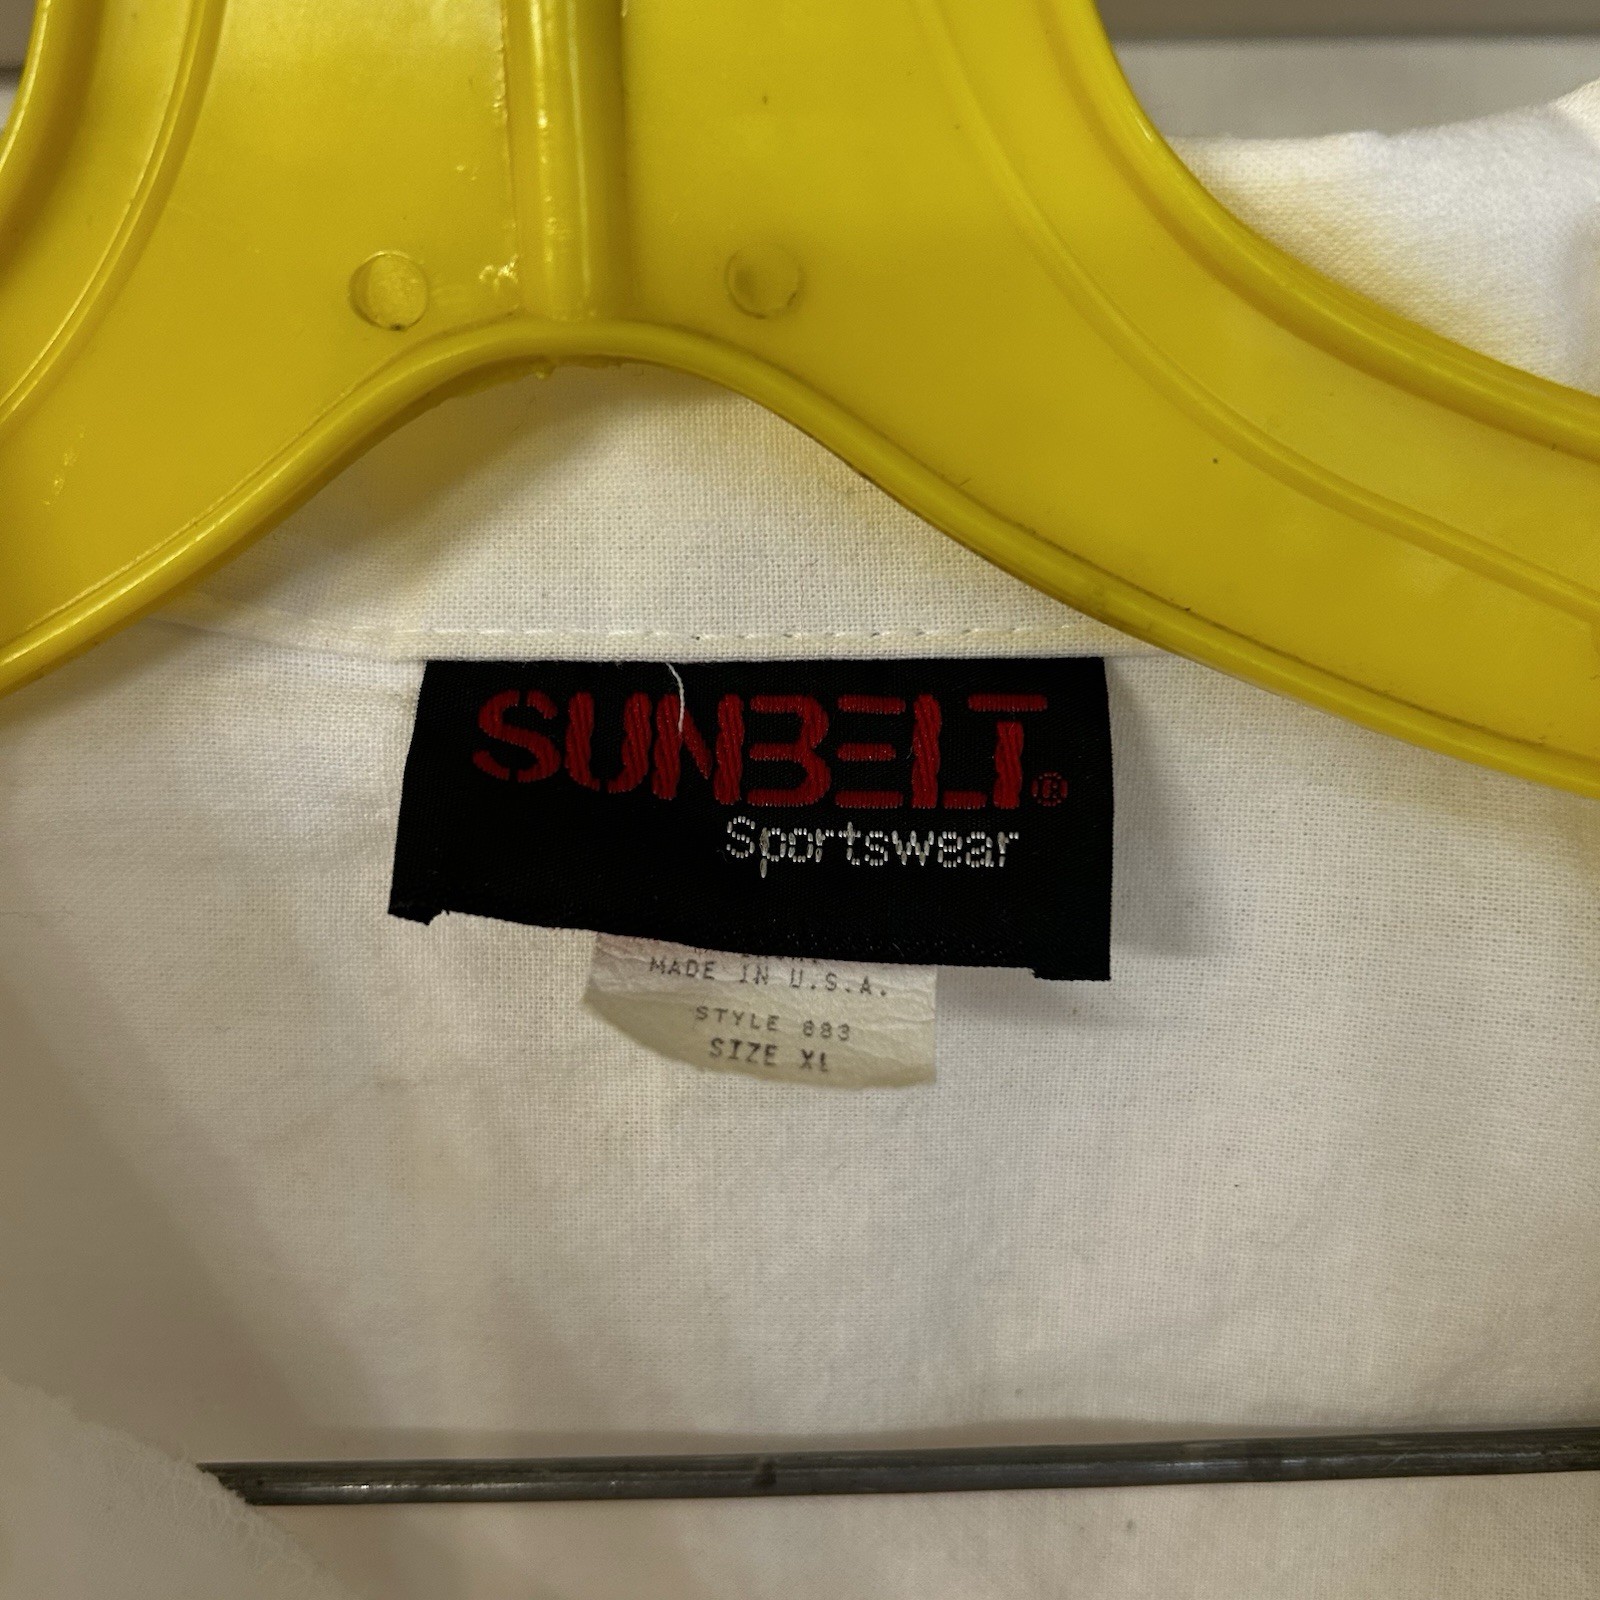 SUNBELT®
Sportswear
MADE IN U.S.A.
STYLE 883
SIZE XL